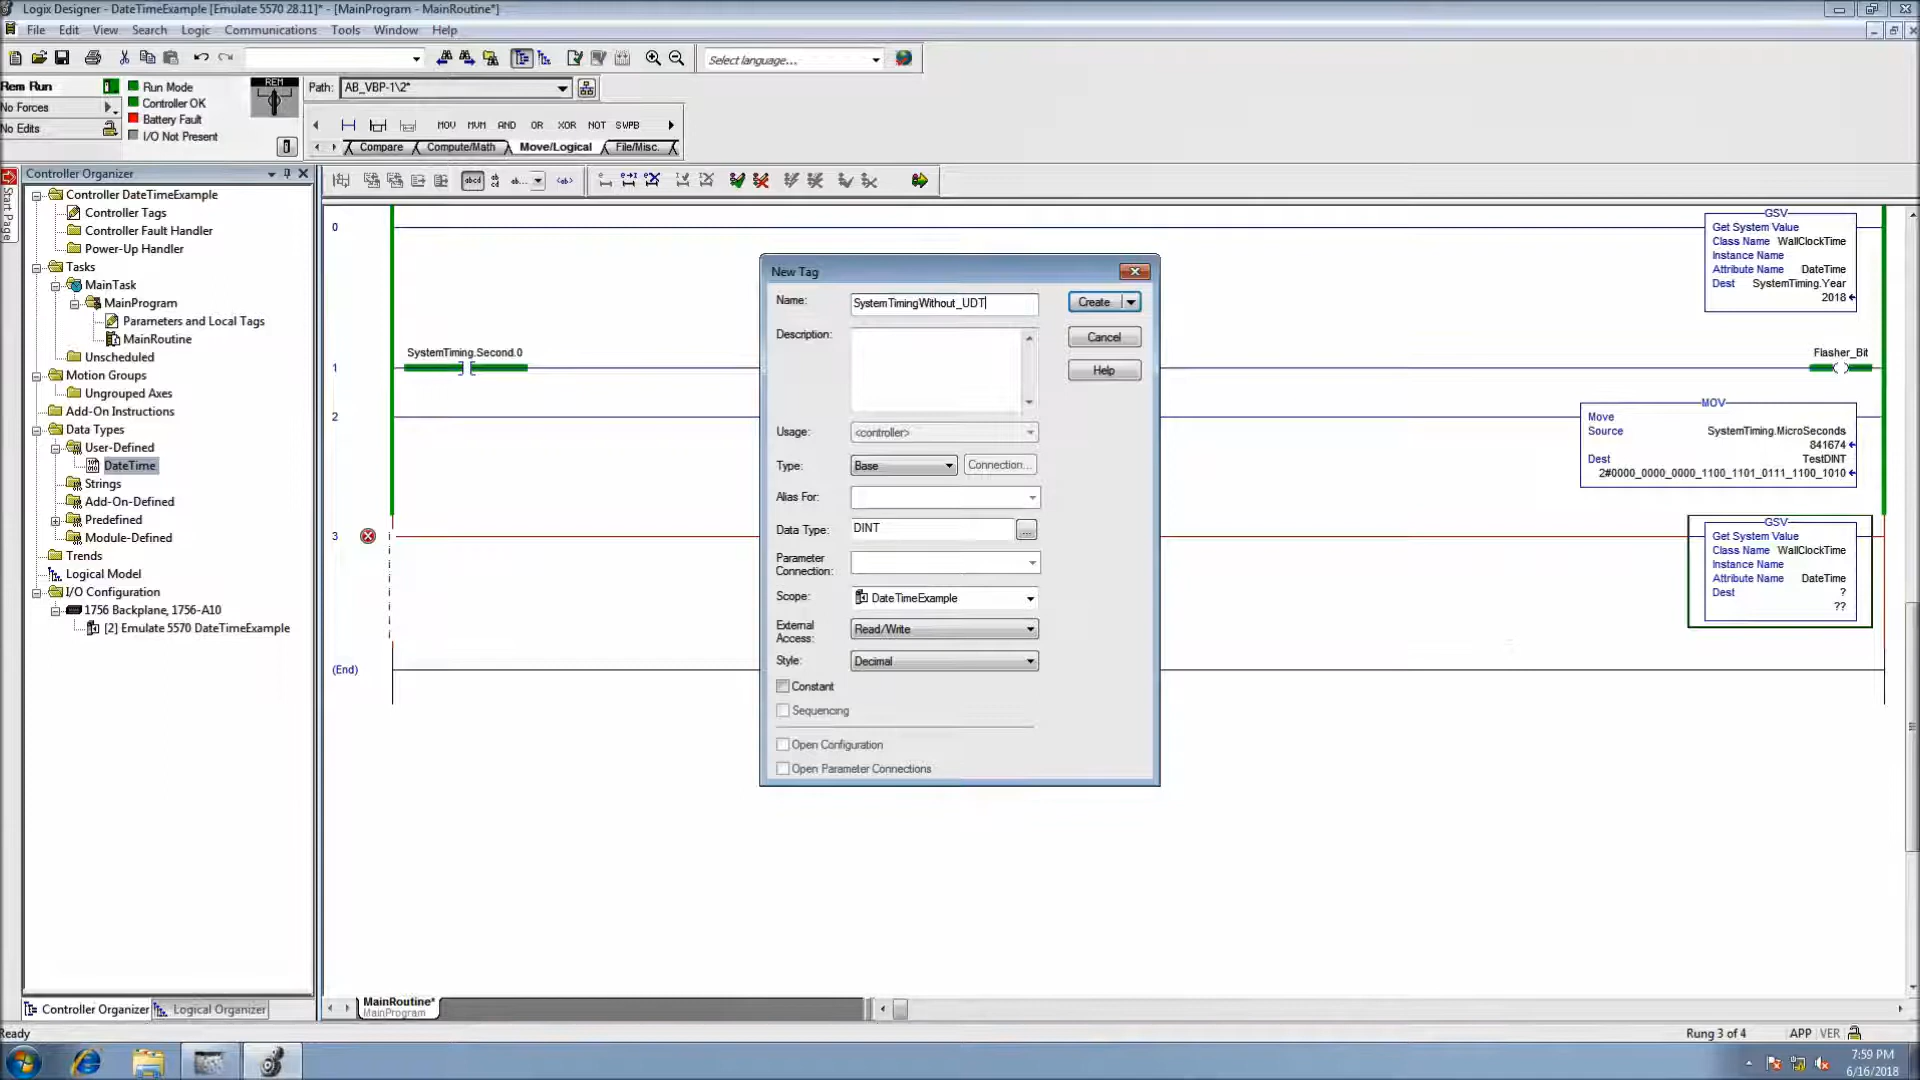 Logix Designer - DateTimeExample [Emulate 5570 28.11]* - [MainProgram - MainRoutine*]
File Edit View Search Logic Communications Tools Window Help
Select language...
Rem Run
No Forces
No Edits
Run Mode
Controller OK
Battery Fault
I/O Not Present
REM
Path: AB_VBP-1\2*
MOV MVM AND OR XOR NOT SWPB
Compare Compute/Math Move/Logical File/Misc.
Start Page
Controller Organizer
Controller DateTimeExample
Controller Tags
Controller Fault Handler
Power-Up Handler
Tasks
MainTask
MainProgram
Parameters and Local Tags
MainRoutine
Unscheduled
Motion Groups
Ungrouped Axes
Add-On Instructions
Data Types
User-Defined
DateTime
Strings
Add-On-Defined
Predefined
Module-Defined
Trends
Logical Model
I/O Configuration
1756 Backplane, 1756-A10
[2] Emulate 5570 DateTimeExample
Controller Organizer Logical Organizer
0
GSV
Get System Value
Class Name WallClockTime
Instance Name
Attribute Name DateTime
Dest SystemTiming.Year
2018
1
SystemTiming.Second.0
Flasher_Bit
2
MOV
Move
Source SystemTiming.MicroSeconds
841674
Dest TestDINT
2#0000_0000_0000_1100_1101_0111_1100_1010
3
GSV
Get System Value
Class Name WallClockTime
Instance Name
Attribute Name DateTime
Dest ?
??
(End)
New Tag
Name: SystemTimingWithout_UDT
Description:
Usage: <controller>
Type: Base Connection...
Alias For:
Data Type: DINT ...
Parameter Connection:
Scope: DateTimeExample
External Access: Read/Write
Style: Decimal
Constant
Sequencing
Open Configuration
Open Parameter Connections
Create
Cancel
Help
MainRoutine*
MainProgram
Ready
Rung 3 of 4 APP VER
7:59 PM
6/16/2018